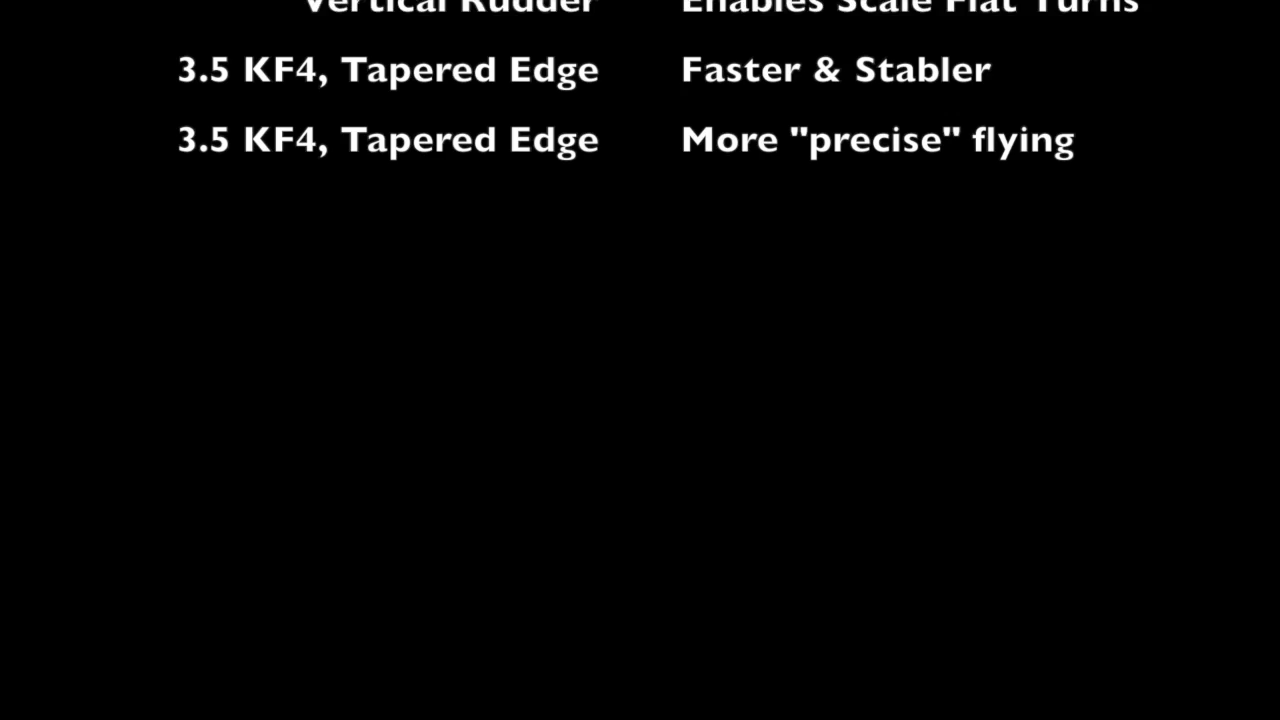 Vertical Rudder Enables Scale Flat Turns
3.5 KF4, Tapered Edge Faster & Stabler
3.5 KF4, Tapered Edge More "precise" flying